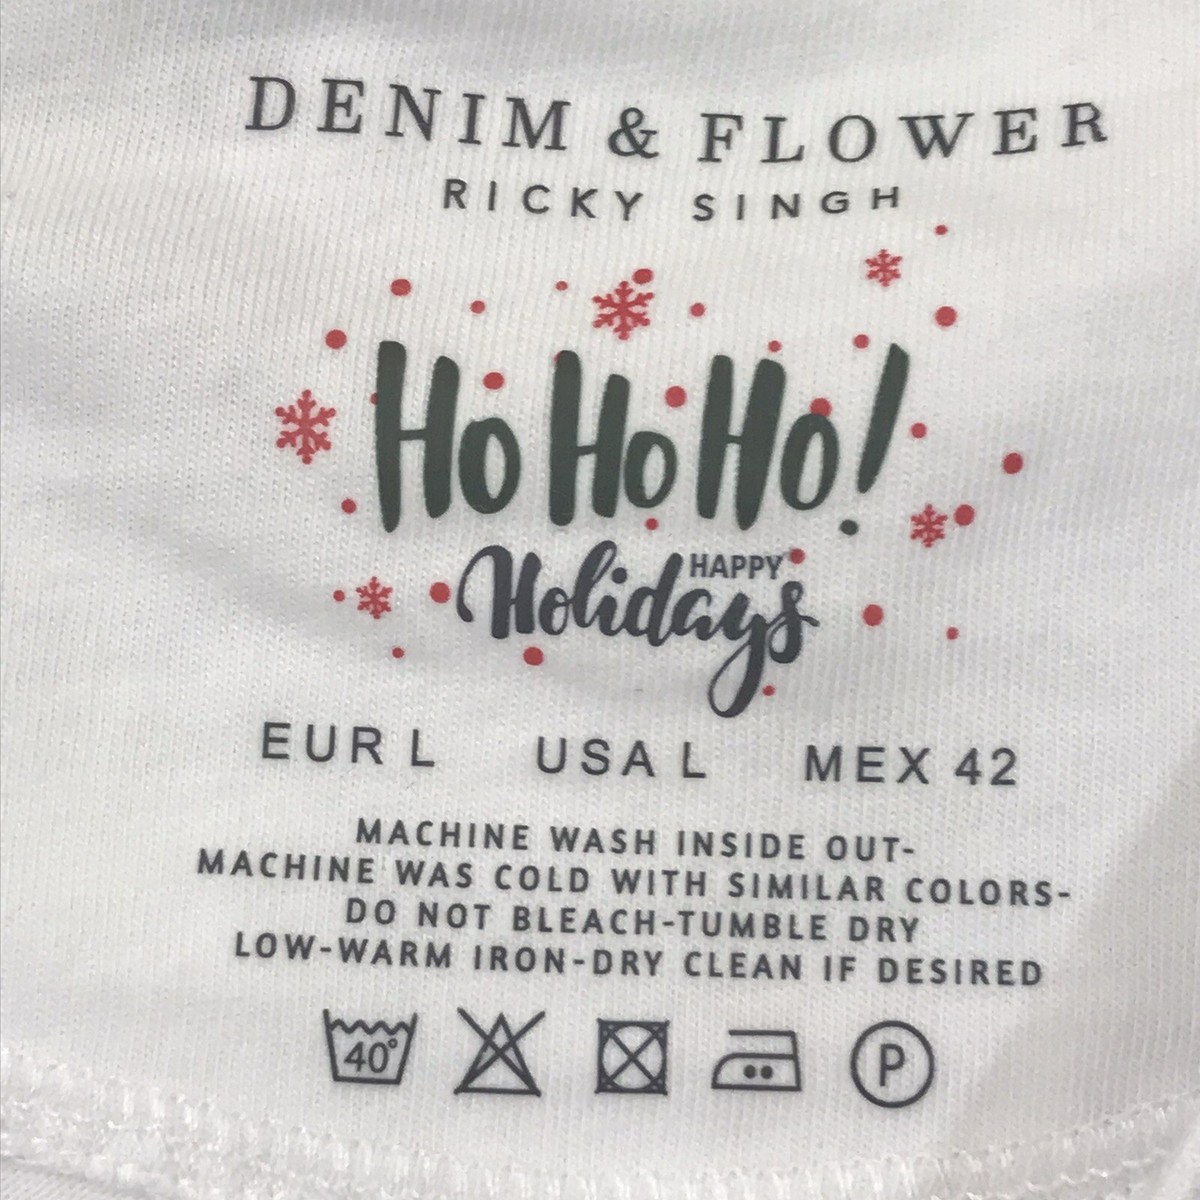 DENIM & FLOWER
RICKY SINGH
Ho Ho Ho!
HAPPY
Holidays
EUR L USA L MEX 42
MACHINE WASH INSIDE OUT-
MACHINE WAS COLD WITH SIMILAR COLORS-
DO NOT BLEACH-TUMBLE DRY
LOW-WARM IRON-DRY CLEAN IF DESIRED
40° P